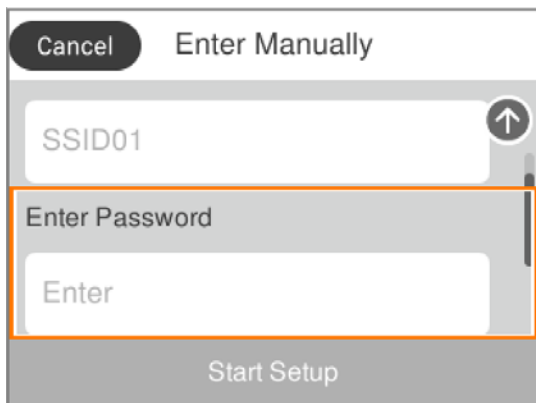 Cancel Enter Manually
SSID01
Enter Password
Enter
Start Setup